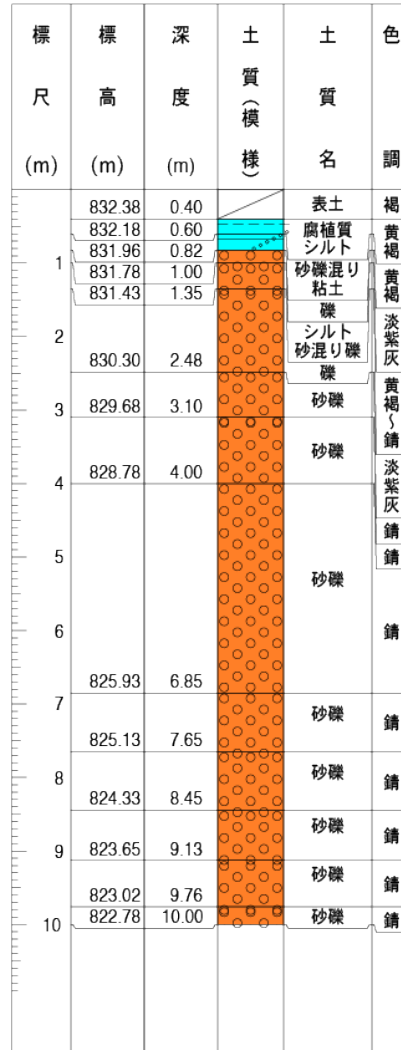 標尺(m) 標高(m) 深度(m) 土質(模様) 土質名 色調
832.38 0.40 表土 褐
832.18 0.60 腐植質シルト 黄褐
831.96 0.82 砂礫混り粘土 黄褐
1
831.78 1.00 礫 淡紫灰
831.43 1.35 シルト砂混り礫 黄褐～錆
2
830.30 2.48 礫 淡紫灰
3
829.68 3.10 砂礫 錆
828.78 4.00 砂礫 錆
4
5
砂礫 錆
6
825.93 6.85
7
砂礫 錆
825.13 7.65
砂礫 錆
8
824.33 8.45
砂礫 錆
9
823.65 9.13
砂礫 錆
823.02 9.76
10
822.78 10.00 砂礫 錆